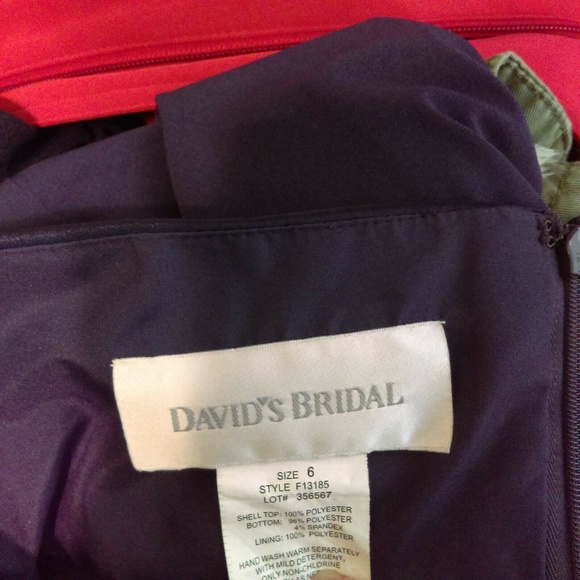 DAVID'S BRIDAL
SIZE 6
STYLE F13185
LOT# 356567
SHELL TOP: 100% POLYESTER
BOTTOM: 96% POLYESTER
4% SPANDEX
LINING: 100% POLYESTER
HAND WASH WARM SEPARATELY
WITH MILD DETERGENT,
ONLY NON-CHLORINE